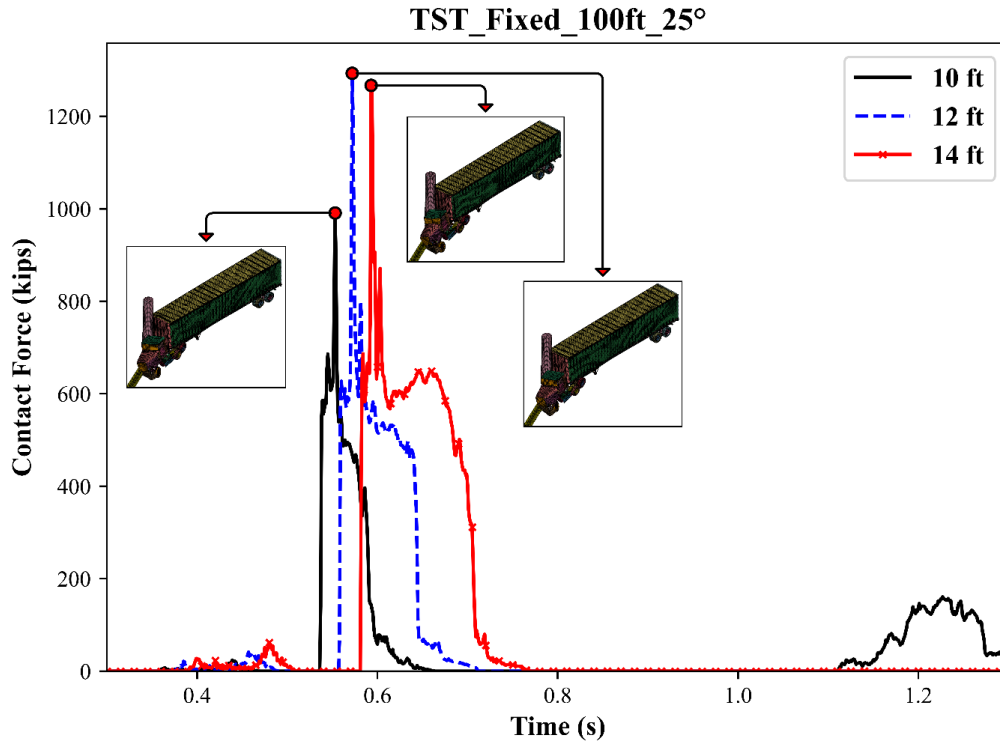 TST_Fixed_100ft_25°
Contact Force (kips)
1200
1000
800
600
400
200
0
0.4
0.6
0.8
1.0
1.2
Time (s)
10 ft
12 ft
14 ft